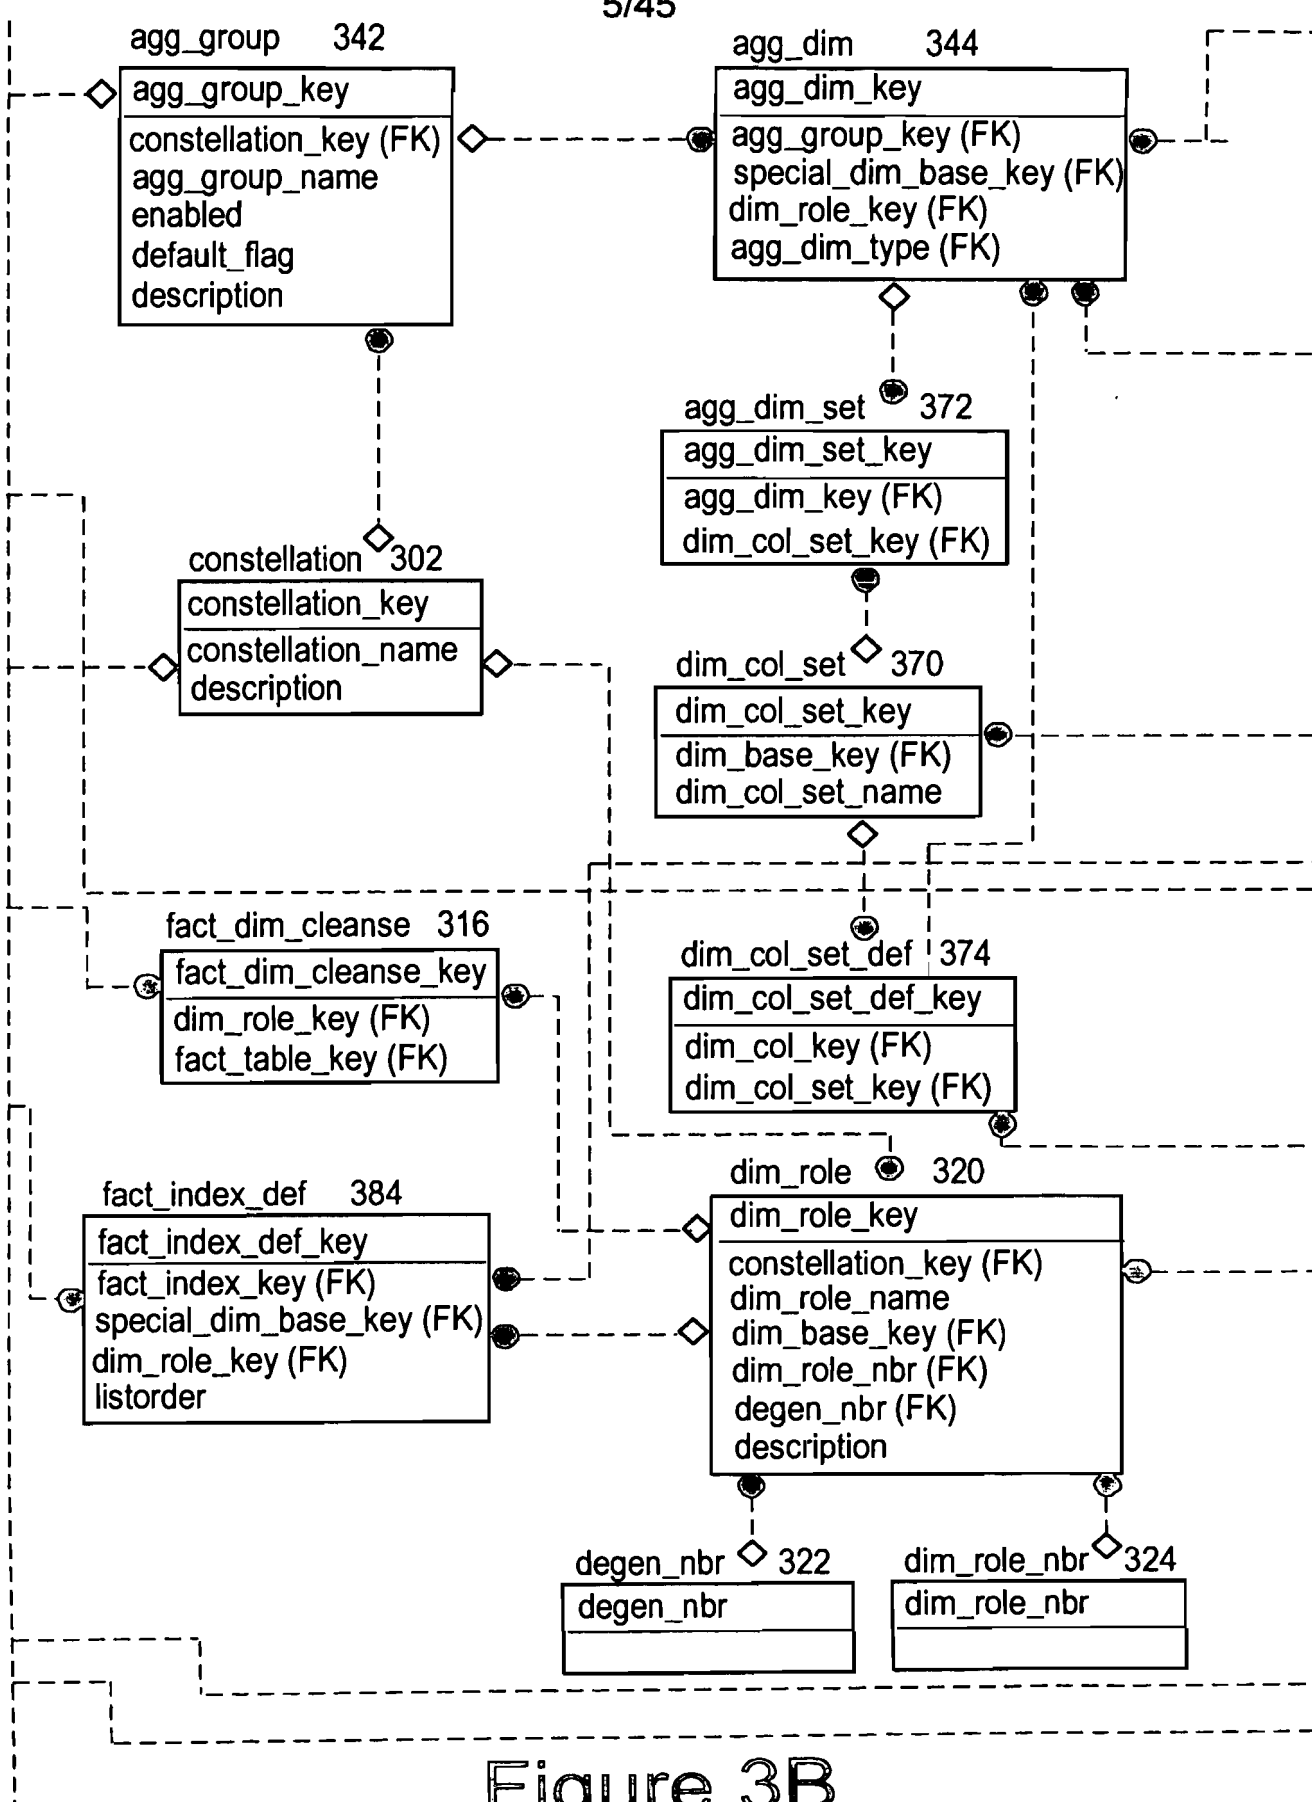 5/45
agg_group 342
agg_group_key
constellation_key (FK)
agg_group_name
enabled
default_flag
description
agg_dim 344
agg_dim_key
agg_group_key (FK)
special_dim_base_key (FK)
dim_role_key (FK)
agg_dim_type (FK)
agg_dim_set 372
agg_dim_set_key
agg_dim_key (FK)
dim_col_set_key (FK)
constellation 302
constellation_key
constellation_name
description
dim_col_set 370
dim_col_set_key
dim_base_key (FK)
dim_col_set_name
fact_dim_cleanse 316
fact_dim_cleanse_key
dim_role_key (FK)
fact_table_key (FK)
dim_col_set_def 374
dim_col_set_def_key
dim_col_key (FK)
dim_col_set_key (FK)
fact_index_def 384
fact_index_def_key
fact_index_key (FK)
special_dim_base_key (FK)
dim_role_key (FK)
listorder
dim_role 320
dim_role_key
constellation_key (FK)
dim_role_name
dim_base_key (FK)
dim_role_nbr (FK)
degen_nbr (FK)
description
degen_nbr 322
degen_nbr
dim_role_nbr 324
dim_role_nbr
Figure 3B